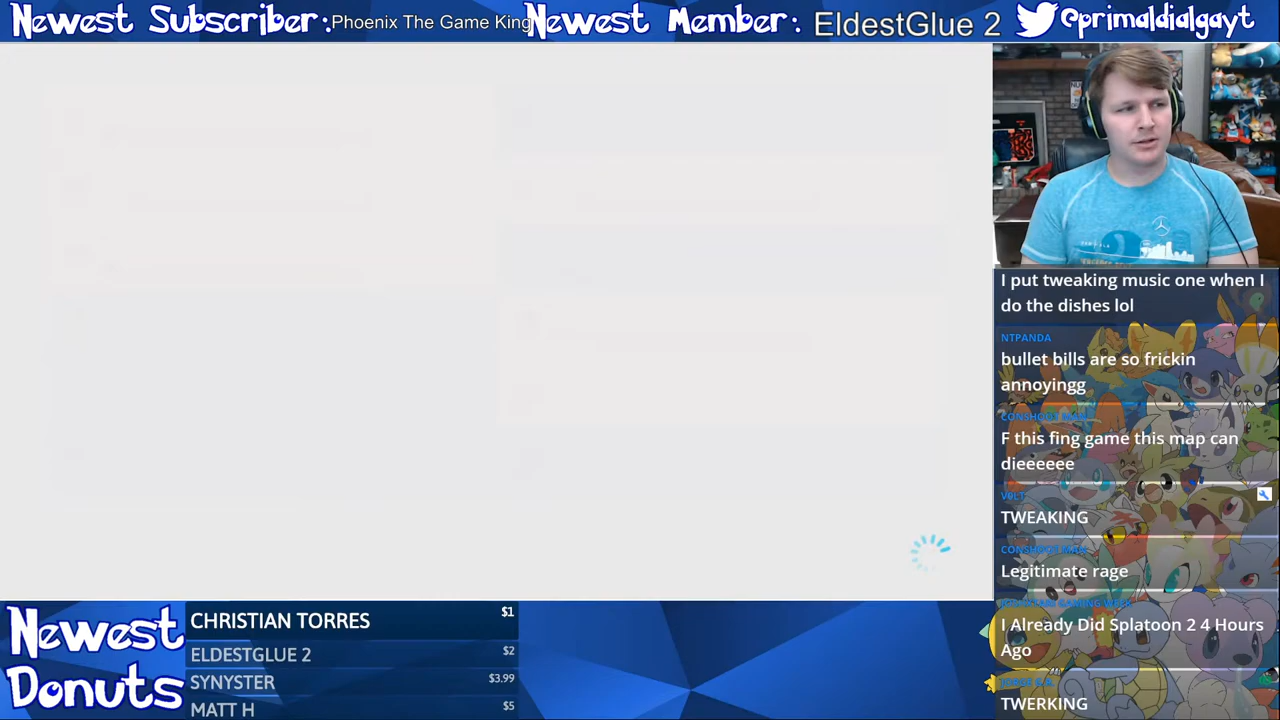 Newest Subscriber: Phoenix The Game King Newest Member: EldestGlue 2 @primaldialgayt
I put tweaking music one when I
do the dishes lol
NTPANDA
bullet bills are so frickin
annoyingg
F this fing game this map can
dieeeeee
VOLT
TWEAKING
Legitimate rage
I Already Did Splatoon 2 4 Hours
Ago
TWERKING
Newest
Donuts
CHRISTIAN TORRES $1
ELDESTGLUE 2 $2
SYNYSTER $3.99
MATT H $5